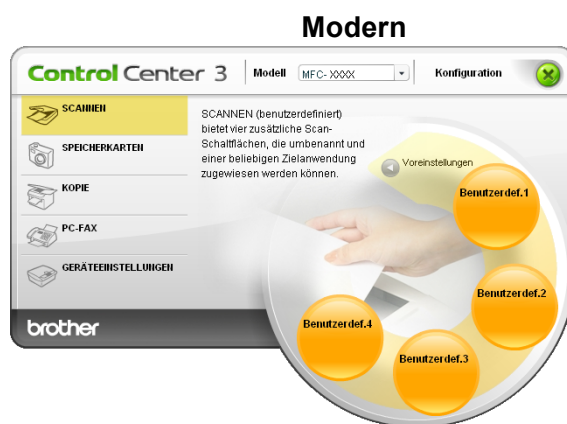 Modern
Control Center 3 Modell MFC-XXXX Konfiguration
SCANNEN
SPEICHERKARTEN
KOPIE
PC-FAX
GERÄTEEINSTELLUNGEN
brother
SCANNEN (benutzerdefiniert)
bietet vier zusätzliche Scan-
Schaltflächen, die umbenannt und
einer beliebigen Zielanwendung
zugewiesen werden können.
Voreinstellungen
Benutzerdef.1
Benutzerdef.2
Benutzerdef.3
Benutzerdef.4